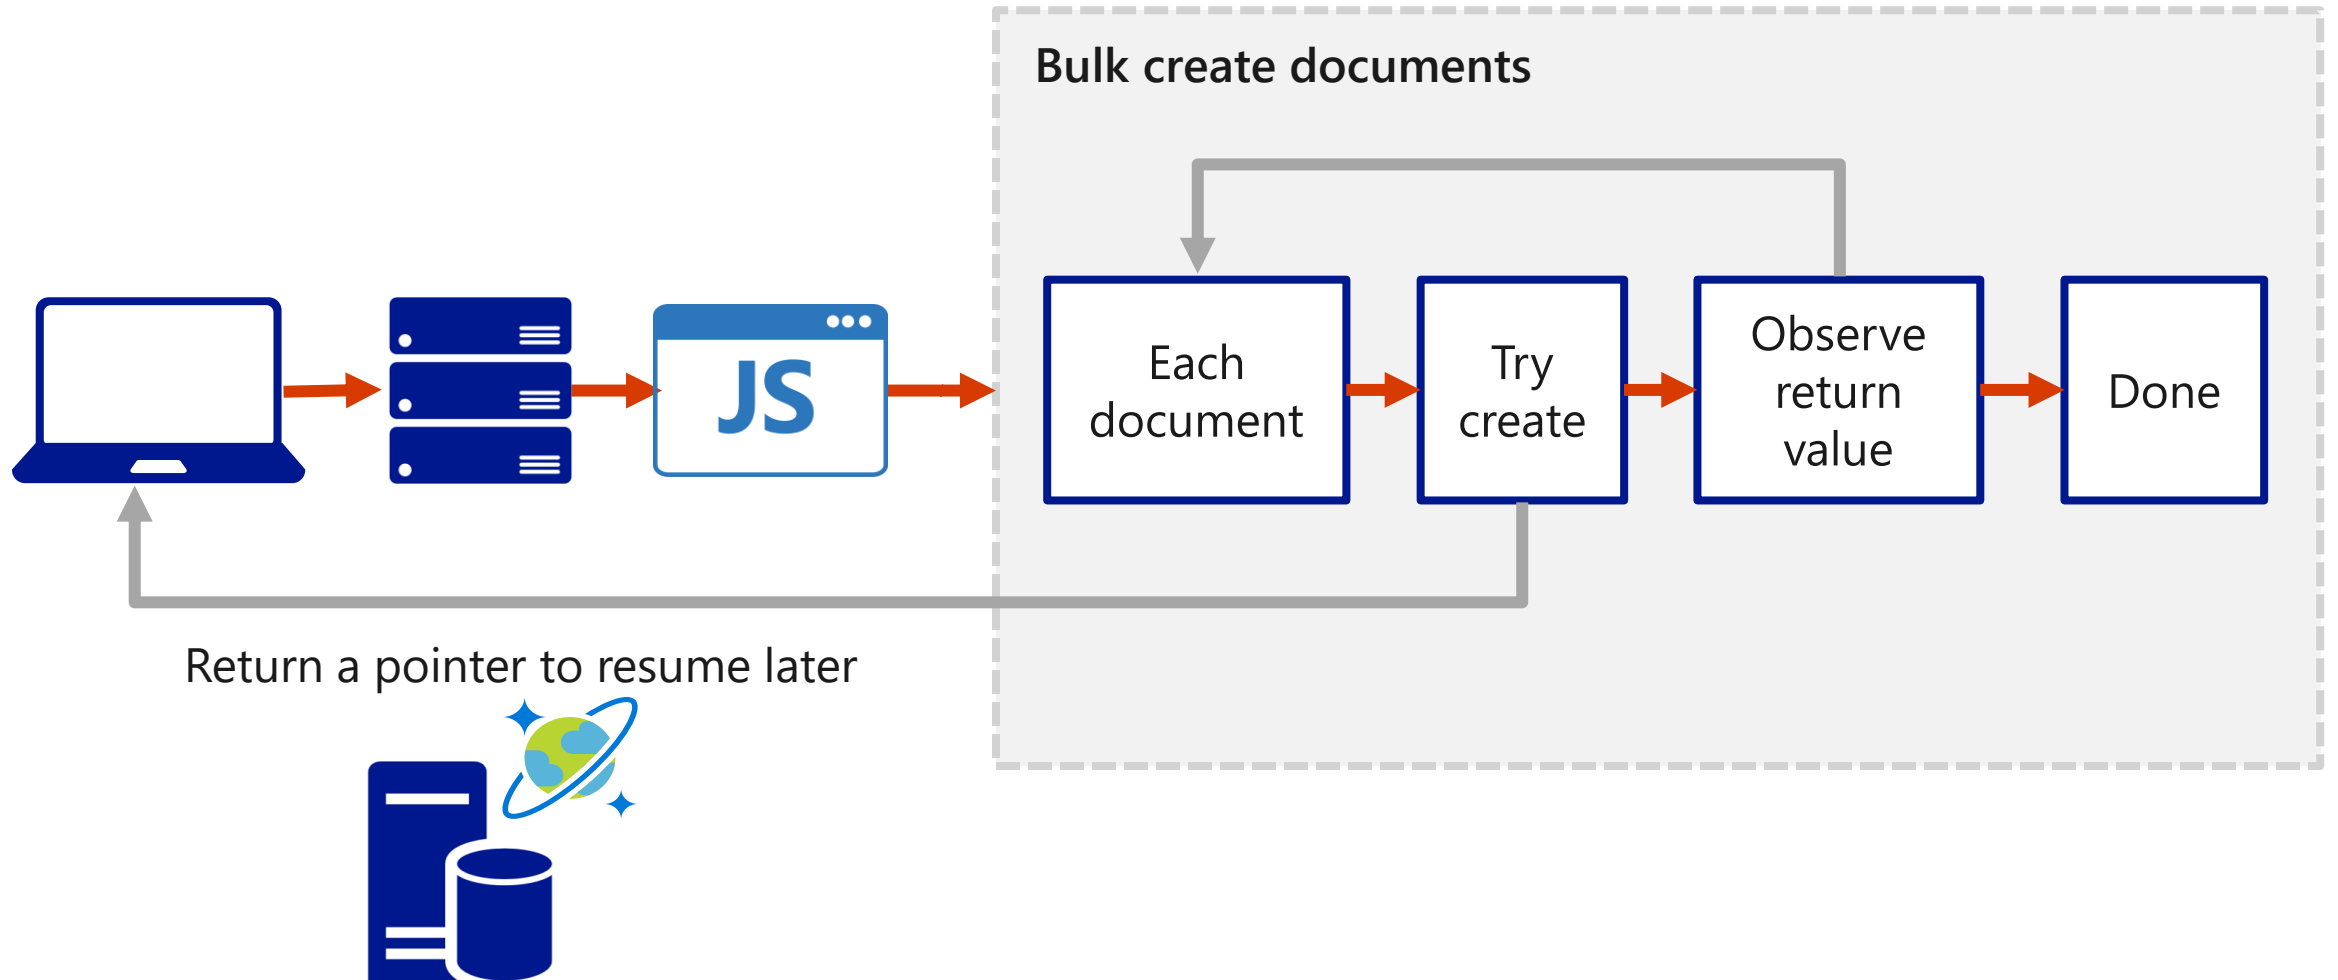 Bulk create documents
JS
Each
document
Try
create
Observe
return
value
Done
Return a pointer to resume later